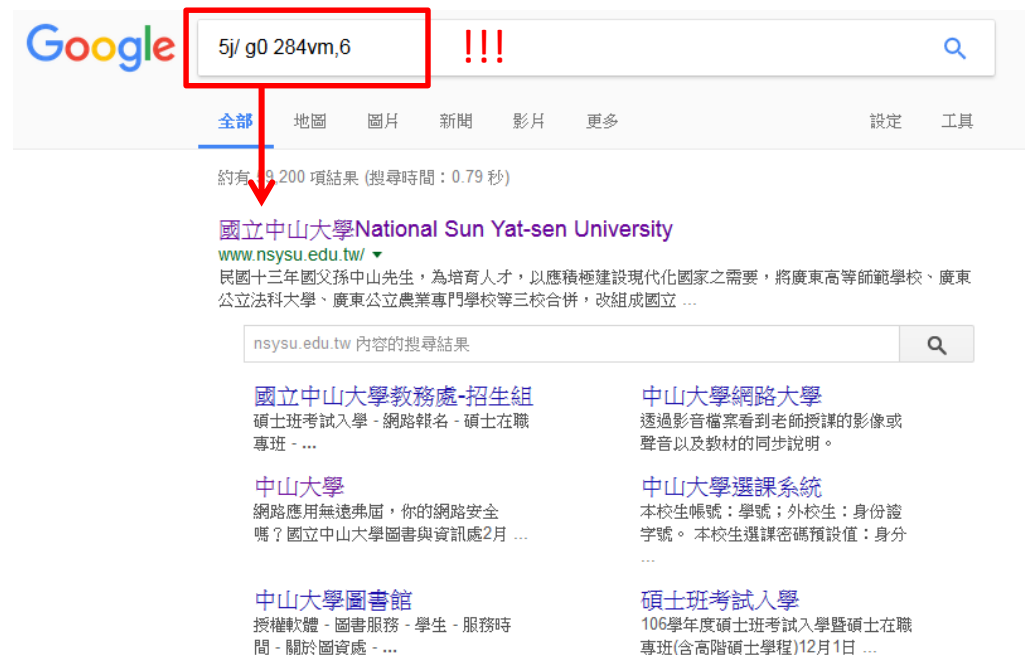 Google
5j/ g0 284vm,6
!!!
全部 地圖 圖片 新聞 影片 更多 設定 工具
約有 59,200 項結果 (搜尋時間：0.79 秒)
國立中山大學National Sun Yat-sen University
www.nsysu.edu.tw/ ▼
民國十三年國父孫中山先生，為培育人才，以應積極建設現代化國家之需要，將廣東高等師範學校、廣東
公立法科大學、廣東公立農業專門學校等三校合併，改組成國立 ...
nsysu.edu.tw 內容的搜尋結果
國立中山大學教務處-招生組
碩士班考試入學 - 網路報名 - 碩士在職
專班 - ...
中山大學網路大學
透過影音檔案看到老師授課的影像或
聲音以及教材的同步說明。
中山大學
網路應用無遠弗屆，你的網路安全
嗎？國立中山大學圖書與資訊處2月 ...
中山大學選課系統
本校生帳號：學號；外校生：身份證
字號。 本校生選課密碼預設值：身分
...
中山大學圖書館
授權軟體 - 圖書服務 - 學生 - 服務時
間 - 關於圖資處 - ...
碩士班考試入學
106學年度碩士班考試入學暨碩士在職
專班(含高階碩士學程)12月1日 ...